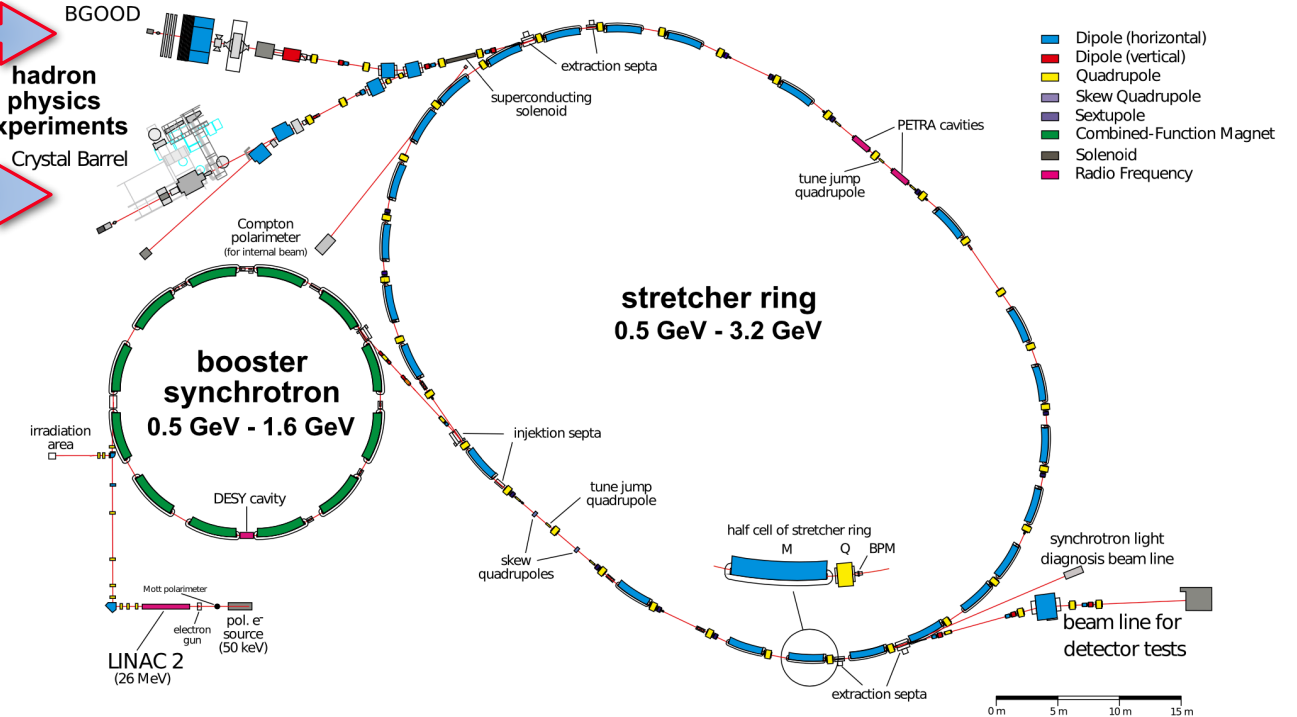 BGOOD
hadron
physics
xperiments
Crystal Barrel
extraction septa
superconducting
solenoid
PETRA cavities
tune jump
quadrupole
Dipole (horizontal)
Dipole (vertical)
Quadrupole
Skew Quadrupole
Sextupole
Combined-Function Magnet
Solenoid
Radio Frequency
Compton
polarimeter
(for internal beam)
stretcher ring
0.5 GeV - 3.2 GeV
booster
synchrotron
0.5 GeV - 1.6 GeV
irradiation
area
DESY cavity
injektion septa
tune jump
quadrupole
skew
quadrupoles
half cell of stretcher ring
M
Q
BPM
synchrotron light
diagnosis beam line
beam line for
detector tests
extraction septa
Mott polarimeter
electron
gun
pol. e⁻
source
(50 keV)
LINAC 2
(26 MeV)
0 m
5 m
10 m
15 m